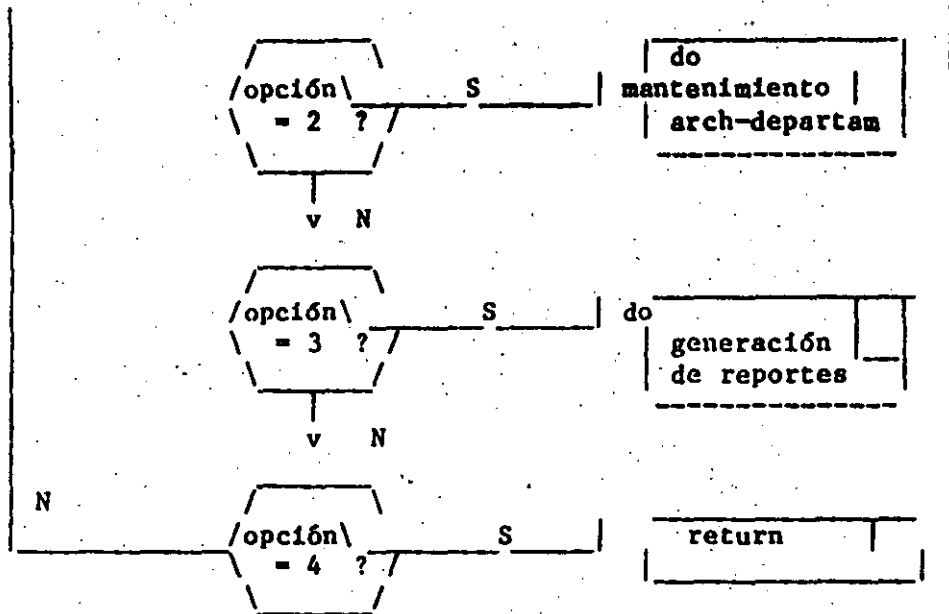 do
opción S mantenimiento
= 2 ? arch-departam
v N
opción S do
= 3 ? generación
de reportes
v N
N
opción S return
= 4 ?